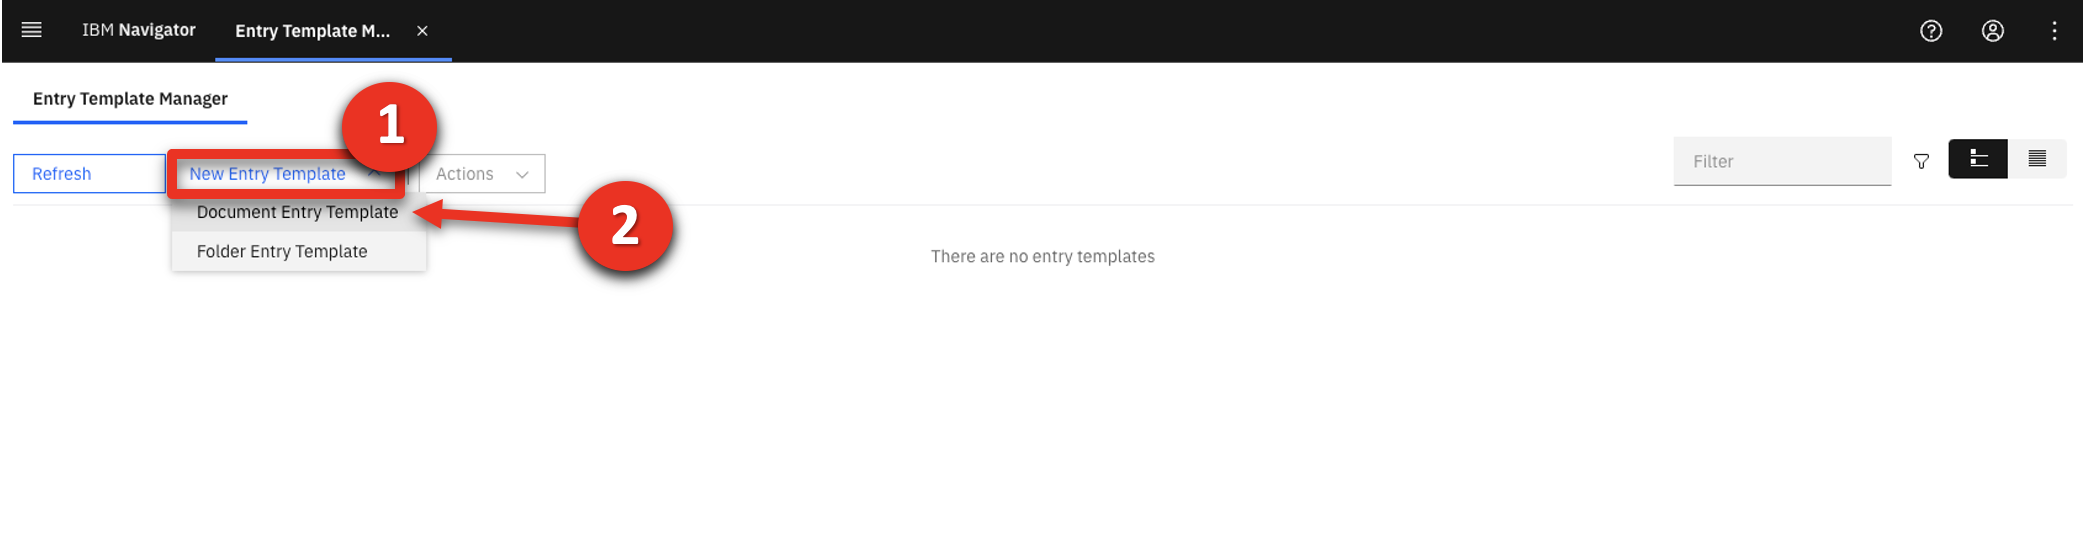 IBM Navigator
Entry Template M...
Entry Template Manager
1
Refresh
New Entry Template
Actions
Filter
Document Entry Template
2
Folder Entry Template
There are no entry templates